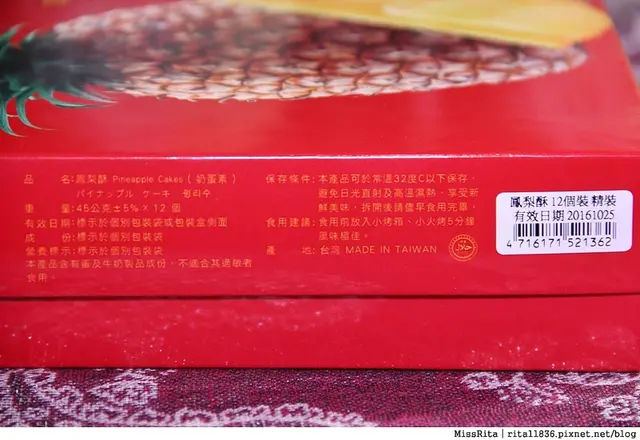 品　名:鳳梨酥 Pineapple Cakes ( 奶蛋素 )
パイナップル ケーキ 펑리수
重　量:45公克±5% × 12 個
有效日期:標示於個別包裝袋或包裝盒側面
成　份:標示於個別包裝袋
營養標示:標示於個別包裝袋
本產品含有蛋及牛奶製品成份，不適合其過敏者
食用。
保存條件:本產品可於常溫32度C以下保存，
避免日光直射及高溫濕熱，享受新
鮮美味，拆開後請儘早食用完畢。
食用建議:食用前放入小烤箱、小火烤5分鐘
風味極佳。
產　地:台灣 MADE IN TAIWAN
حلال
鳳梨酥 12個裝 精裝
有效日期 20161025
4 716171 521362
MissRita | rita11836.pixnet.net/blog